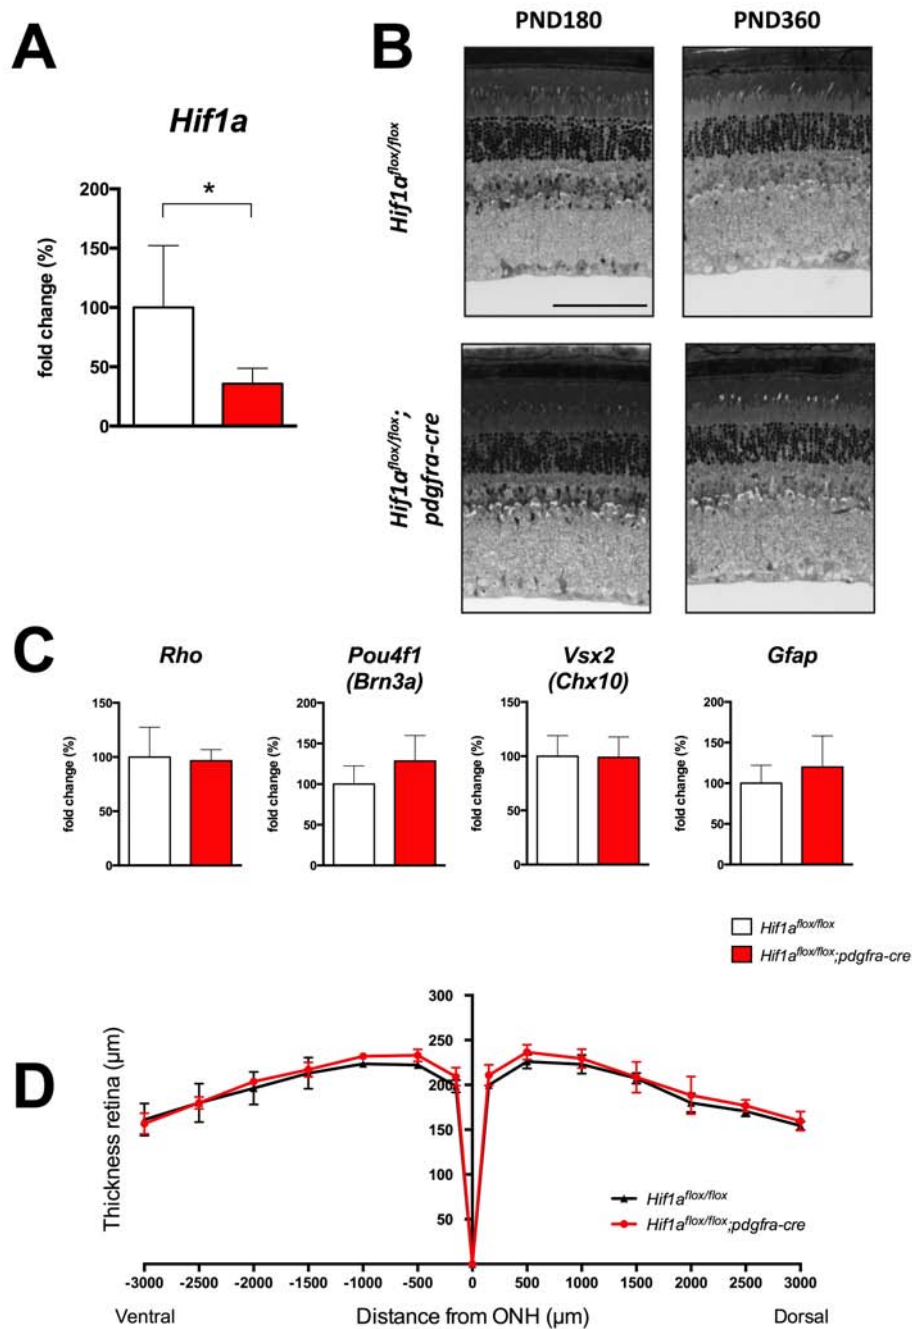 A
Hif1a
200
150
100
50
0
fold change (%)
*
B
PND180 PND360
Hif1a^flox/flox
Hif1a^flox/flox;
pdgfra-cre
C
Rho
150
100
50
0
fold change (%)
Pou4f1
(Brn3a)
200
150
100
50
0
fold change (%)
Vsx2
(Chx10)
150
100
50
0
fold change (%)
Gfap
200
150
100
50
0
fold change (%)
Hif1a^flox/flox
Hif1a^flox/flox;pdgfra-cre
D
Thickness retina (µm)
300
250
200
150
100
50
Hif1a^flox/flox
Hif1a^flox/flox;pdgfra-cre
-3000 -2500 -2000 -1500 -1000 -500 0 500 1000 1500 2000 2500 3000
Ventral Distance from ONH (µm) Dorsal